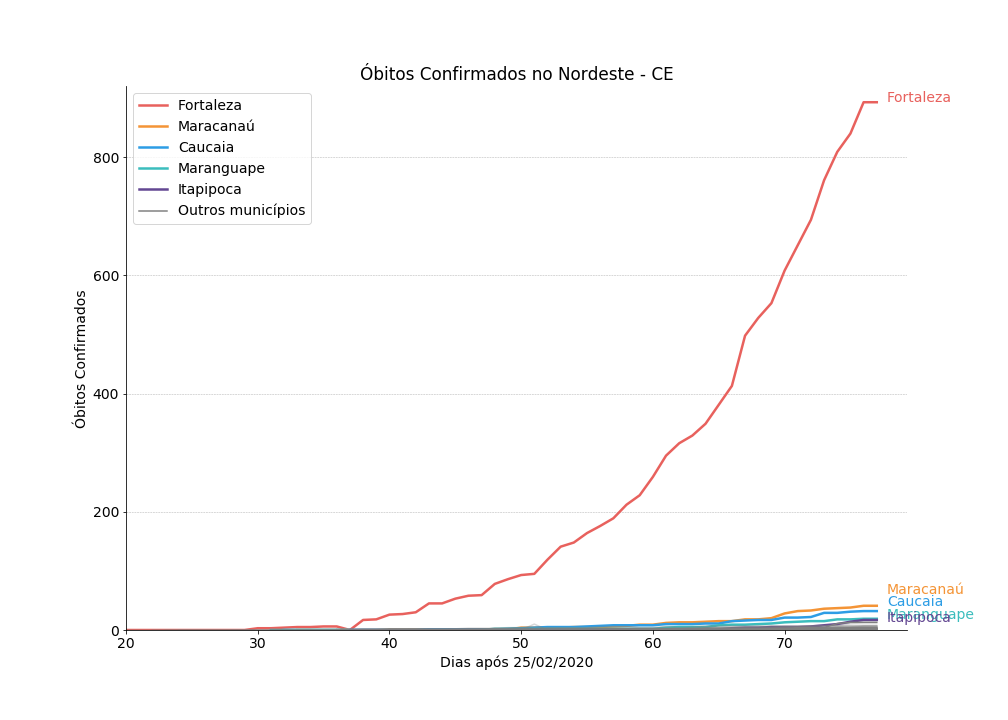 Óbitos Confirmados no Nordeste - CE
Fortaleza
Maracanaú
Caucaia
Maranguape
Itapipoca
Outros municípios
Óbitos Confirmados
800
600
400
200
0
20
30
40
50
60
70
Dias após 25/02/2020
Fortaleza
Maracanaú
Caucaia
Maranguape
Itapipoca